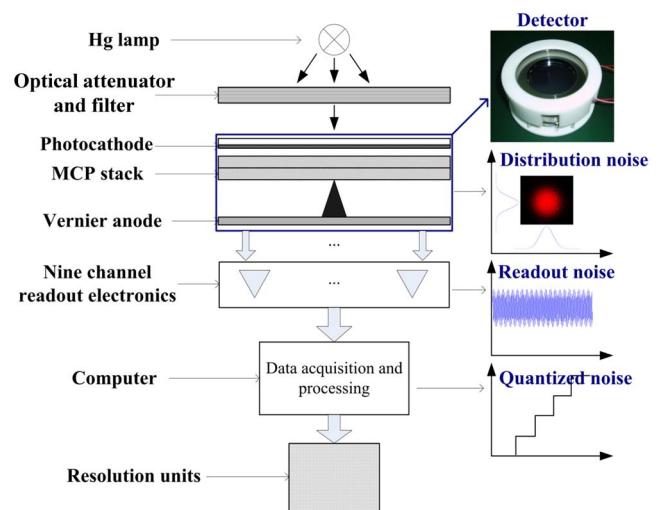 Hg lamp
Optical attenuator
and filter
Photocathode
MCP stack
Vernier anode
...
Nine channel
readout electronics
...
Computer
Data acquisition and
processing
Resolution units
Detector
Distribution noise
Readout noise
Quantized noise